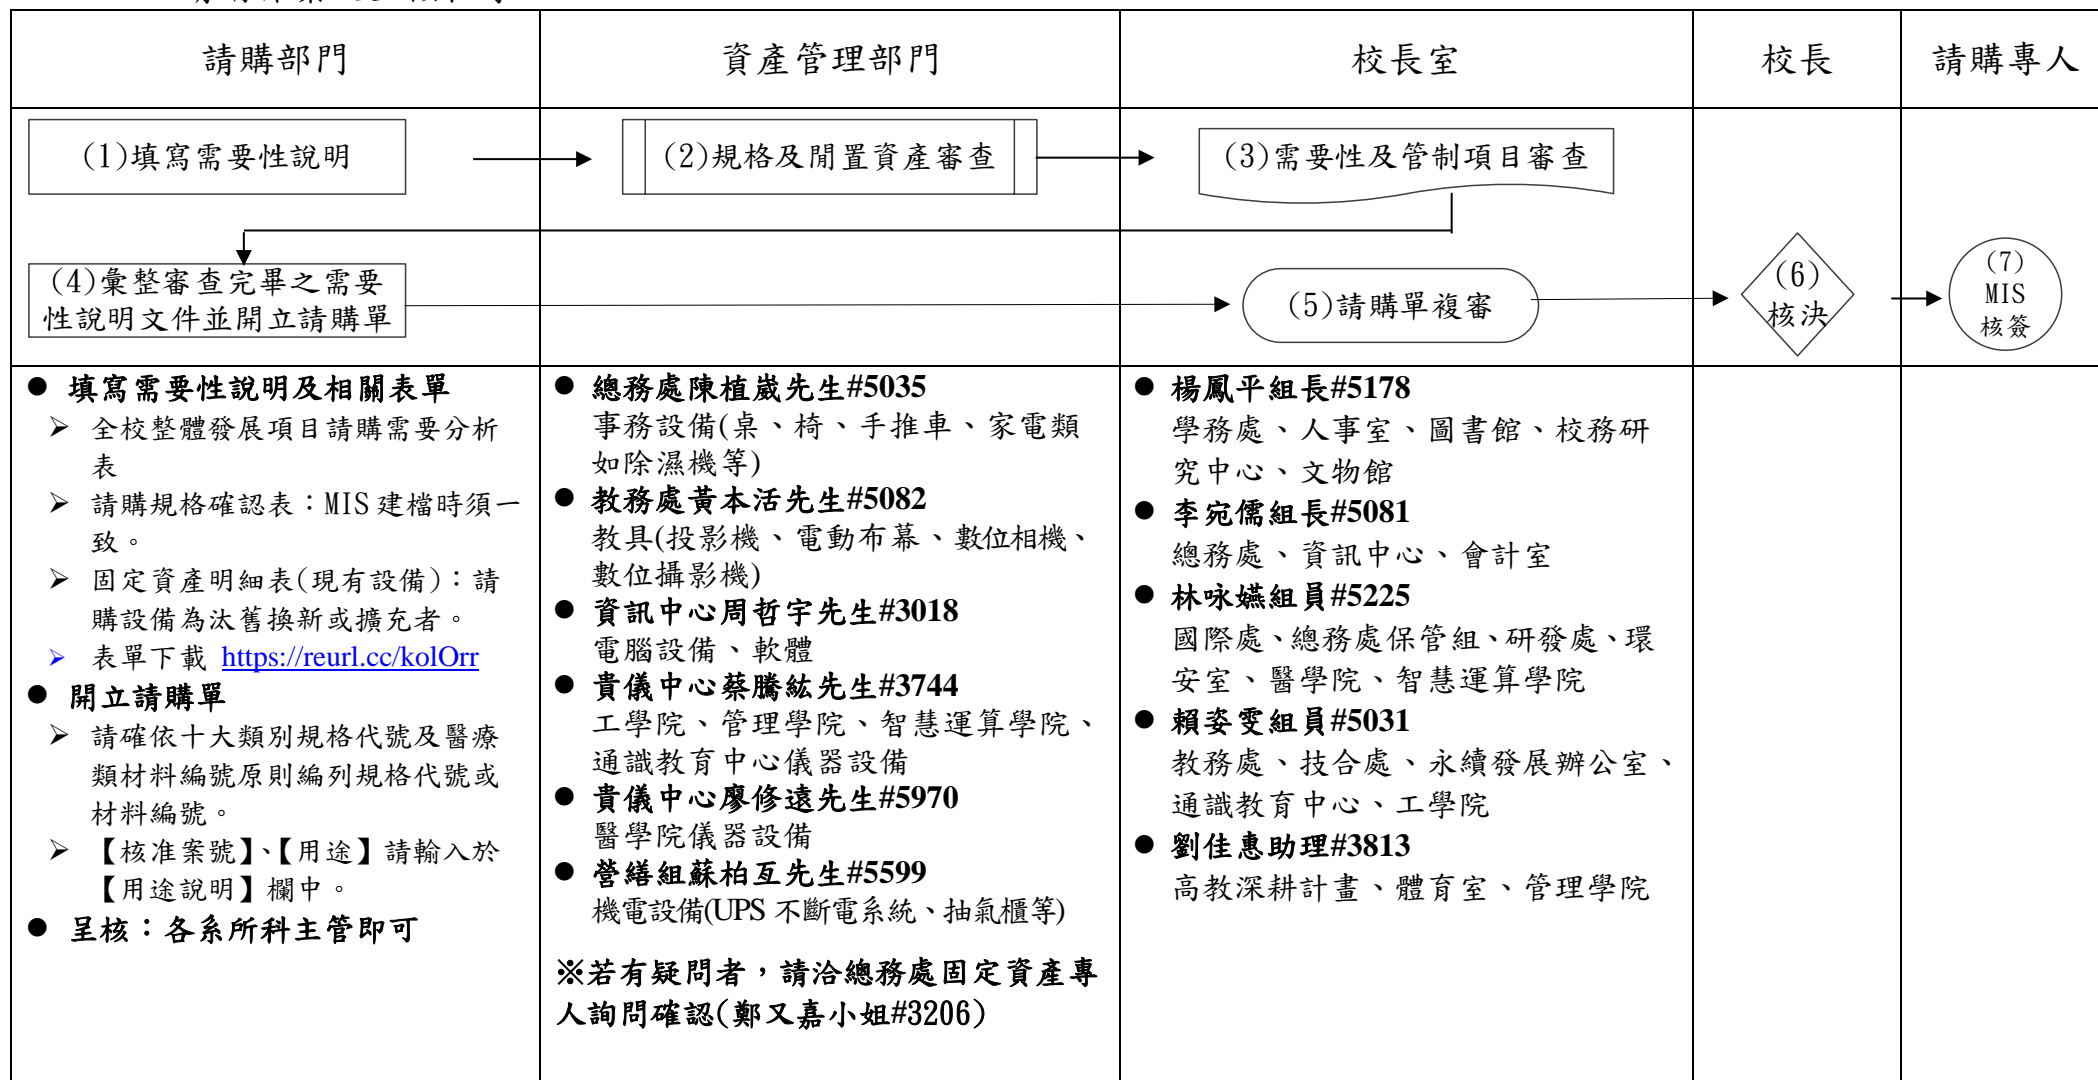 請購部門
資產管理部門
校長室
校長
請購專人
(1)填寫需要性說明
(2)規格及閒置資產審查
(3)需要性及管制項目審查
(4)彙整審查完畢之需要
性說明文件並開立請購單
(5)請購單複審
(6)
核決
(7)
MIS
核簽
● 填寫需要性說明及相關表單
➢ 全校整體發展項目請購需要分析
表
➢ 請購規格確認表：MIS 建檔時須一
致。
➢ 固定資產明細表(現有設備)：請
購設備為汰舊換新或擴充者。
➢ 表單下載 https://reurl.cc/kolOrr
● 開立請購單
➢ 請確依十大類別規格代號及醫療
類材料編號原則編列規格代號或
材料編號。
➢ 【核准案號】、【用途】請輸入於
【用途說明】欄中。
● 呈核：各系所科主管即可
● 總務處陳植崴先生#5035
事務設備(桌、椅、手推車、家電類
如除濕機等)
● 教務處黃本活先生#5082
教具(投影機、電動布幕、數位相機、
數位攝影機)
● 資訊中心周哲宇先生#3018
電腦設備、軟體
● 貴儀中心蔡騰紘先生#3744
工學院、管理學院、智慧運算學院、
通識教育中心儀器設備
● 貴儀中心廖修遠先生#5970
醫學院儀器設備
● 營繕組蘇柏亙先生#5599
機電設備(UPS 不斷電系統、抽氣櫃等)
※若有疑問者，請洽總務處固定資產專
人詢問確認(鄭又嘉小姐#3206)
● 楊鳳平組長#5178
學務處、人事室、圖書館、校務研
究中心、文物館
● 李宛儒組長#5081
總務處、資訊中心、會計室
● 林咏嬿組員#5225
國際處、總務處保管組、研發處、環
安室、醫學院、智慧運算學院
● 賴姿雯組員#5031
教務處、技合處、永續發展辦公室、
通識教育中心、工學院
● 劉佳惠助理#3813
高教深耕計畫、體育室、管理學院